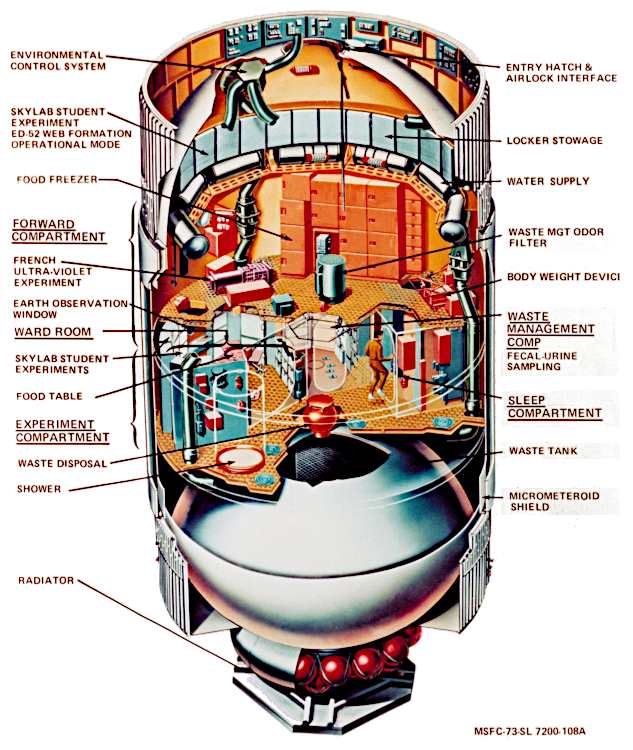 ENVIRONMENTAL
CONTROL SYSTEM
SKYLAB STUDENT
EXPERIMENT
ED-52 WEB FORMATION
OPERATIONAL MODE
FOOD FREEZER
FORWARD
COMPARTMENT
FRENCH
ULTRA-VIOLET
EXPERIMENT
EARTH OBSERVATION
WINDOW
WARD ROOM
SKYLAB STUDENT
EXPERIMENTS
FOOD TABLE
EXPERIMENT
COMPARTMENT
WASTE DISPOSAL
SHOWER
RADIATOR
ENTRY HATCH &
AIRLOCK INTERFACE
LOCKER STOWAGE
WATER SUPPLY
WASTE MGT ODOR
FILTER
BODY WEIGHT DEVICE
WASTE
MANAGEMENT
COMP
FECAL-URINE
SAMPLING
SLEEP
COMPARTMENT
WASTE TANK
MICROMETEROID
SHIELD
MSFC-73-SL 7200-108A